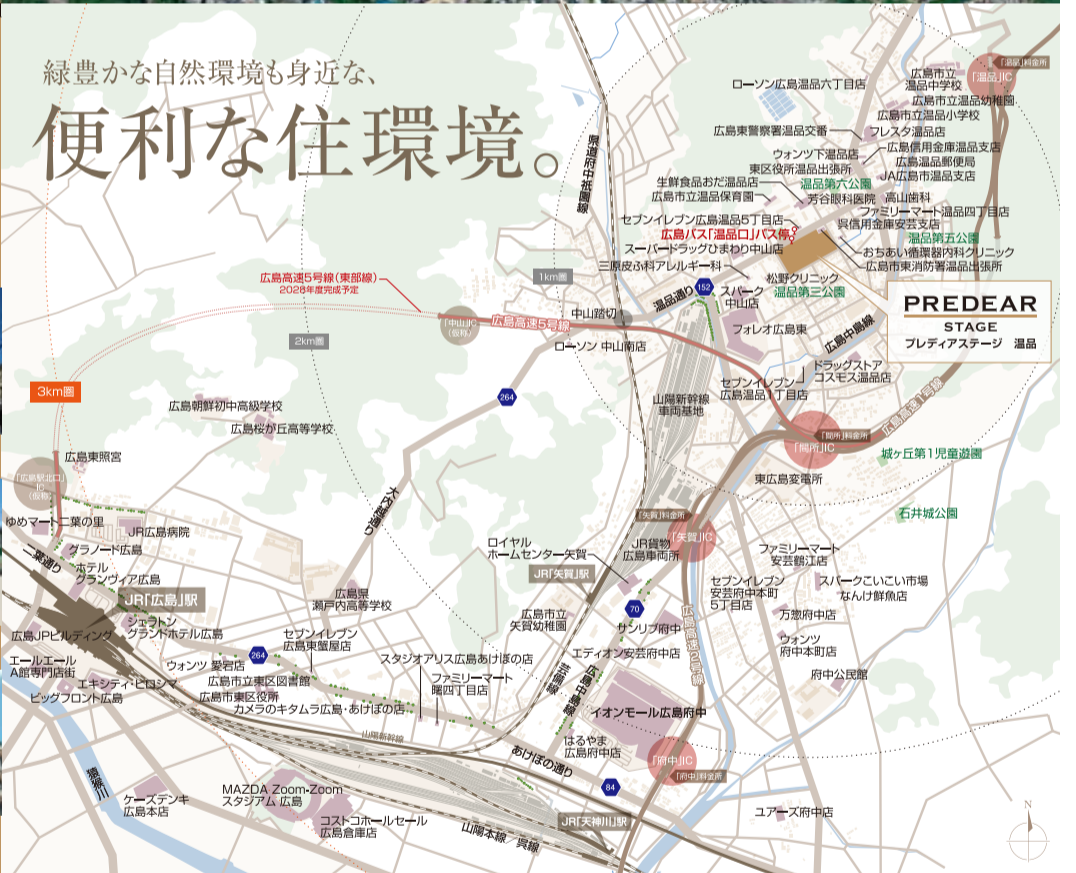 緑豊かな自然環境も身近な、
便利な住環境。
県道府中祇園線
ローソン広島温品六丁目店
広島市立
温品中学校
「温品」料金所
「温品」IC
広島市立温品幼稚園
広島市立温品小学校
広島東警察署温品交番
フレスタ温品店
広島信用金庫温品支店
ウォンツ下温品店
広島温品郵便局
東区役所温品出張所
JA広島市温品支店
生鮮食品おだ温品店
温品第六公園
広島市立温品保育園
芳谷眼科医院
高山歯科
ファミリーマート温品四丁目店
セブンイレブン広島温品5丁目店
呉信用金庫安芸支店
広島バス「温品口」バス停
温品第五公園
スーパードラッグひまわり中山店
おちあい循環器内科クリニック
三原皮ふ科アレルギー科
広島市東消防署温品出張所
松野クリニック
温品第三公園
1km圏
広島高速5号線(東部線)
2028年度完成予定
温品通り
152
スパーク
中山店
PREDEAR
STAGE
プレディアステージ 温品
「中山」IC
(仮称)
広島高速5号線
中山踏切
ローソン 中山南店
フォレオ広島東
広島中島線
2km圏
ドラッグストア
コスモス温品店
セブンイレブン
広島温品1丁目店
3km圏
264
山陽新幹線
車両基地
広島高速1号線
広島朝鮮初中高級学校
広島桜が丘高等学校
「間所」料金所
「間所」IC
城ヶ丘第1児童遊園
広島東照宮
「広島駅北口」
IC
(仮称)
東広島変電所
大内越通り
石井城公園
「矢賀」料金所
「矢賀」IC
ゆめマート二葉の里
JR広島病院
グラノード広島
二葉通り
ホテル
グランヴィア広島
ロイヤル
ホームセンター矢賀
JR貨物
広島車両所
ファミリーマート
安芸鶴江店
JR「矢賀」駅
JR「広島」駅
広島県
瀬戸内高等学校
セブンイレブン
安芸府中本町
5丁目店
スパークこいこい市場
なんけ鮮魚店
70
広島市立
矢賀幼稚園
広島高速2号線
万惣府中店
シェラトン
グランドホテル広島
広島JPビルディング
セブンイレブン
広島東蟹屋店
サンリブ府中
264
エディオン安芸府中店
ウォンツ
府中本町店
エールエール
A館専門店街
ウォンツ 愛宕店
スタジオアリス広島あけぼの店
芸備線
広島中島線
広島市立東区図書館
ファミリーマート
曙四丁目店
府中公民館
エキシティ・ヒロシマ
広島市東区役所
ビッグフロント広島
カメラのキタムラ広島・あけぼの店
イオンモール広島府中
山陽新幹線
はるやま
広島府中店
あけぼの通り
「府中」IC
「府中」料金所
84
猿猴川
ケーズデンキ
広島本店
MAZDA Zoom-Zoom
スタジアム 広島
コストコホールセール
広島倉庫店
山陽本線 呉線
JR「天神川」駅
ユアーズ府中店
N